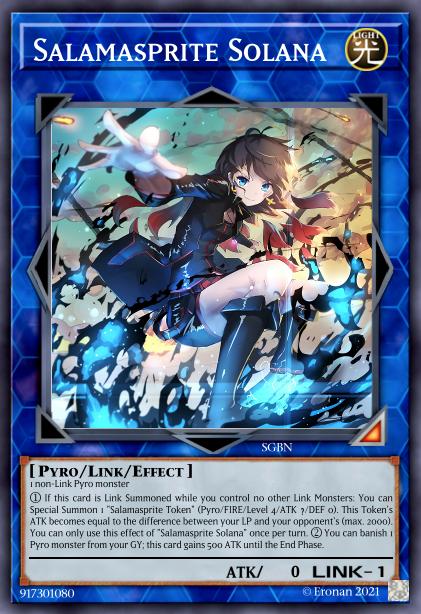 Salamasprite Solana
LIGHT
光
SGBN
[ Pyro/Link/Effect ]
1 non-Link Pyro monster
① If this card is Link Summoned while you control no other Link Monsters: You can
Special Summon 1 "Salamasprite Token" (Pyro/FIRE/Level 4/ATK ?/DEF 0). This Token's
ATK becomes equal to the difference between your LP and your opponent's (max. 2000).
You can only use this effect of "Salamasprite Solana" once per turn. ② You can banish 1
Pyro monster from your GY; this card gains 500 ATK until the End Phase.
ATK/ 0 LINK-1
917301080
© Eronan 2021